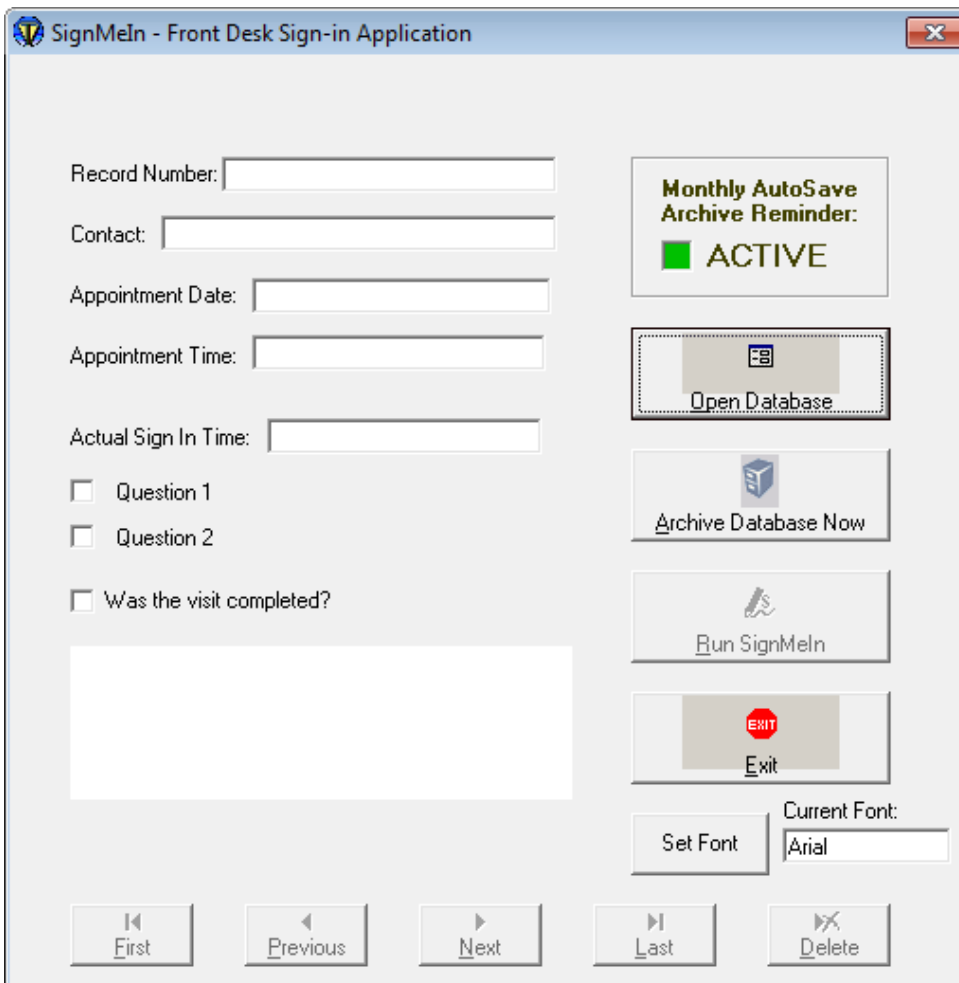 SignMeIn - Front Desk Sign-in Application
Record Number:
Contact:
Appointment Date:
Appointment Time:
Actual Sign In Time:
Question 1
Question 2
Was the visit completed?
Monthly AutoSave
Archive Reminder:
ACTIVE
Open Database
Archive Database Now
Run SignMeIn
EXIT
Exit
Set Font
Current Font:
Arial
First
Previous
Next
Last
Delete